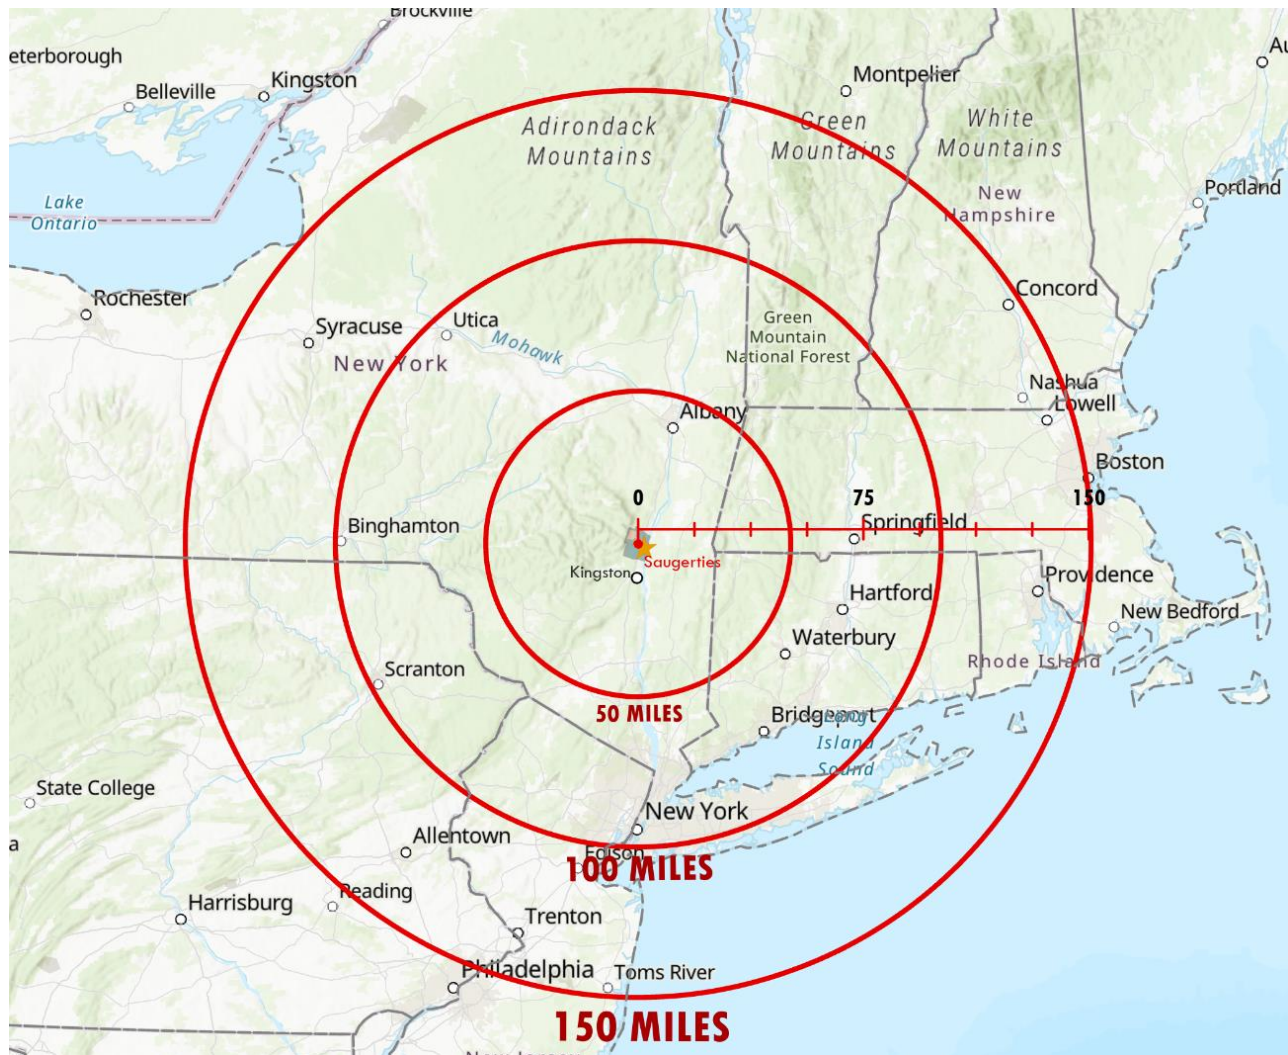 Brockville
eterborough
Belleville
Kingston
Montpelier
Adirondack
Mountains
Green
Mountains
White
Mountains
Lake
Ontario
New
Hampshire
Portland
Rochester
Syracuse
Utica
Mohawk
New York
Green
Mountain
National Forest
Concord
Nashua
Lowell
Albany
Boston
0
75
150
Binghamton
Springfield
Saugerties
Kingston
Providence
Hartford
New Bedford
Waterbury
Rhode Island
Scranton
50 MILES
Bridgeport
Long
Island
Sound
State College
New York
Allentown
a
Edison
100 MILES
Reading
Harrisburg
Trenton
Philadelphia
Toms River
150 MILES
New Jersey